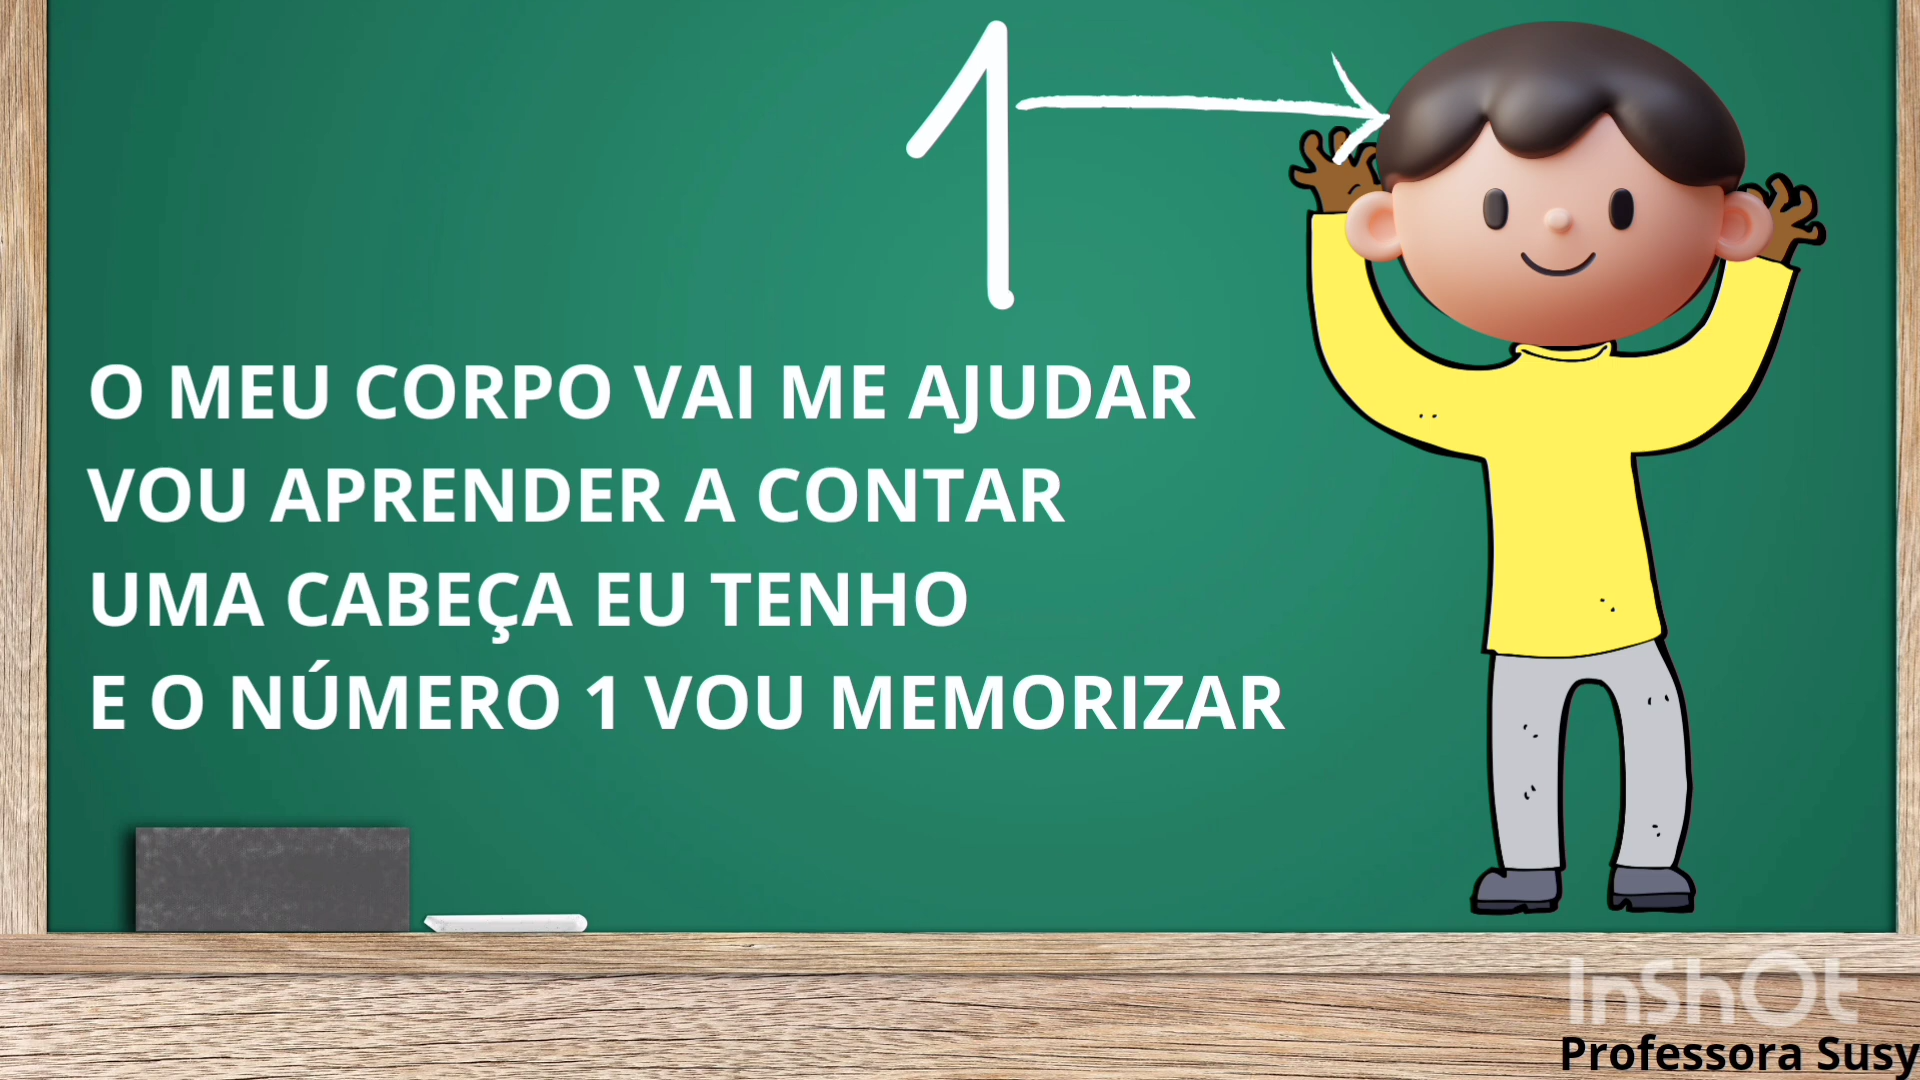 1
O MEU CORPO VAI ME AJUDAR
VOU APRENDER A CONTAR
UMA CABEÇA EU TENHO
E O NÚMERO 1 VOU MEMORIZAR
InShOt
Professora Susy